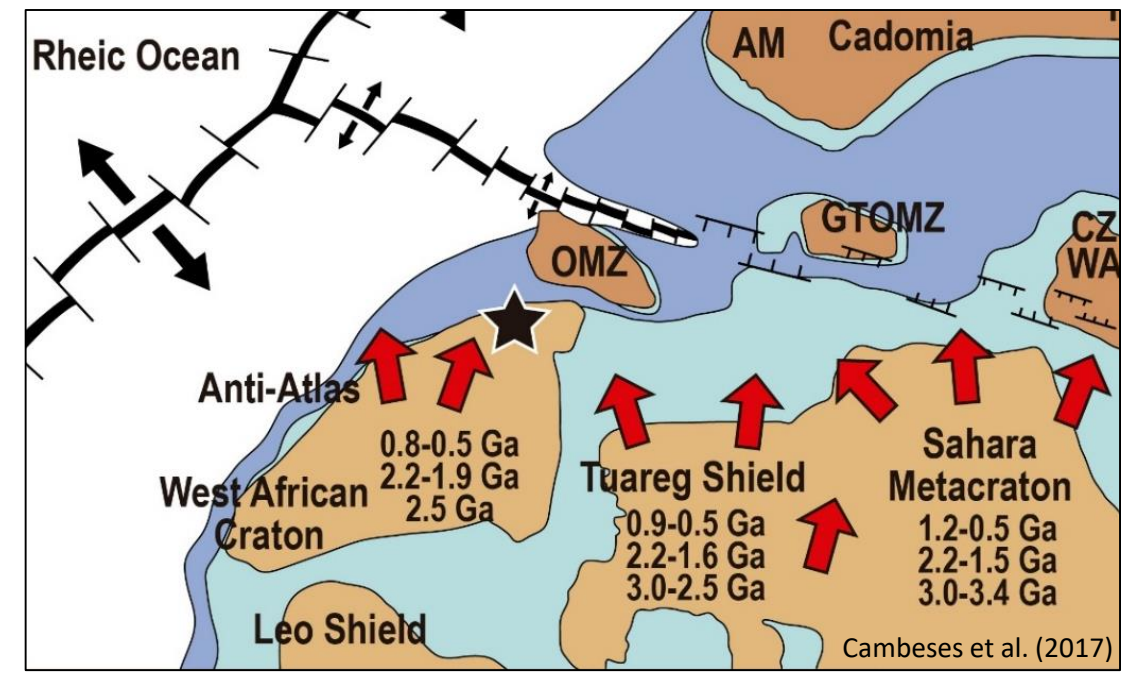 Rheic Ocean
AM
Cadomia
OMZ
GTOMZ
CZ
WA
Anti-Atlas
West African
Craton
0.8-0.5 Ga
2.2-1.9 Ga
2.5 Ga
Tuareg Shield
0.9-0.5 Ga
2.2-1.6 Ga
3.0-2.5 Ga
Sahara
Metacraton
1.2-0.5 Ga
2.2-1.5 Ga
3.0-3.4 Ga
Leo Shield
Cambeses et al. (2017)